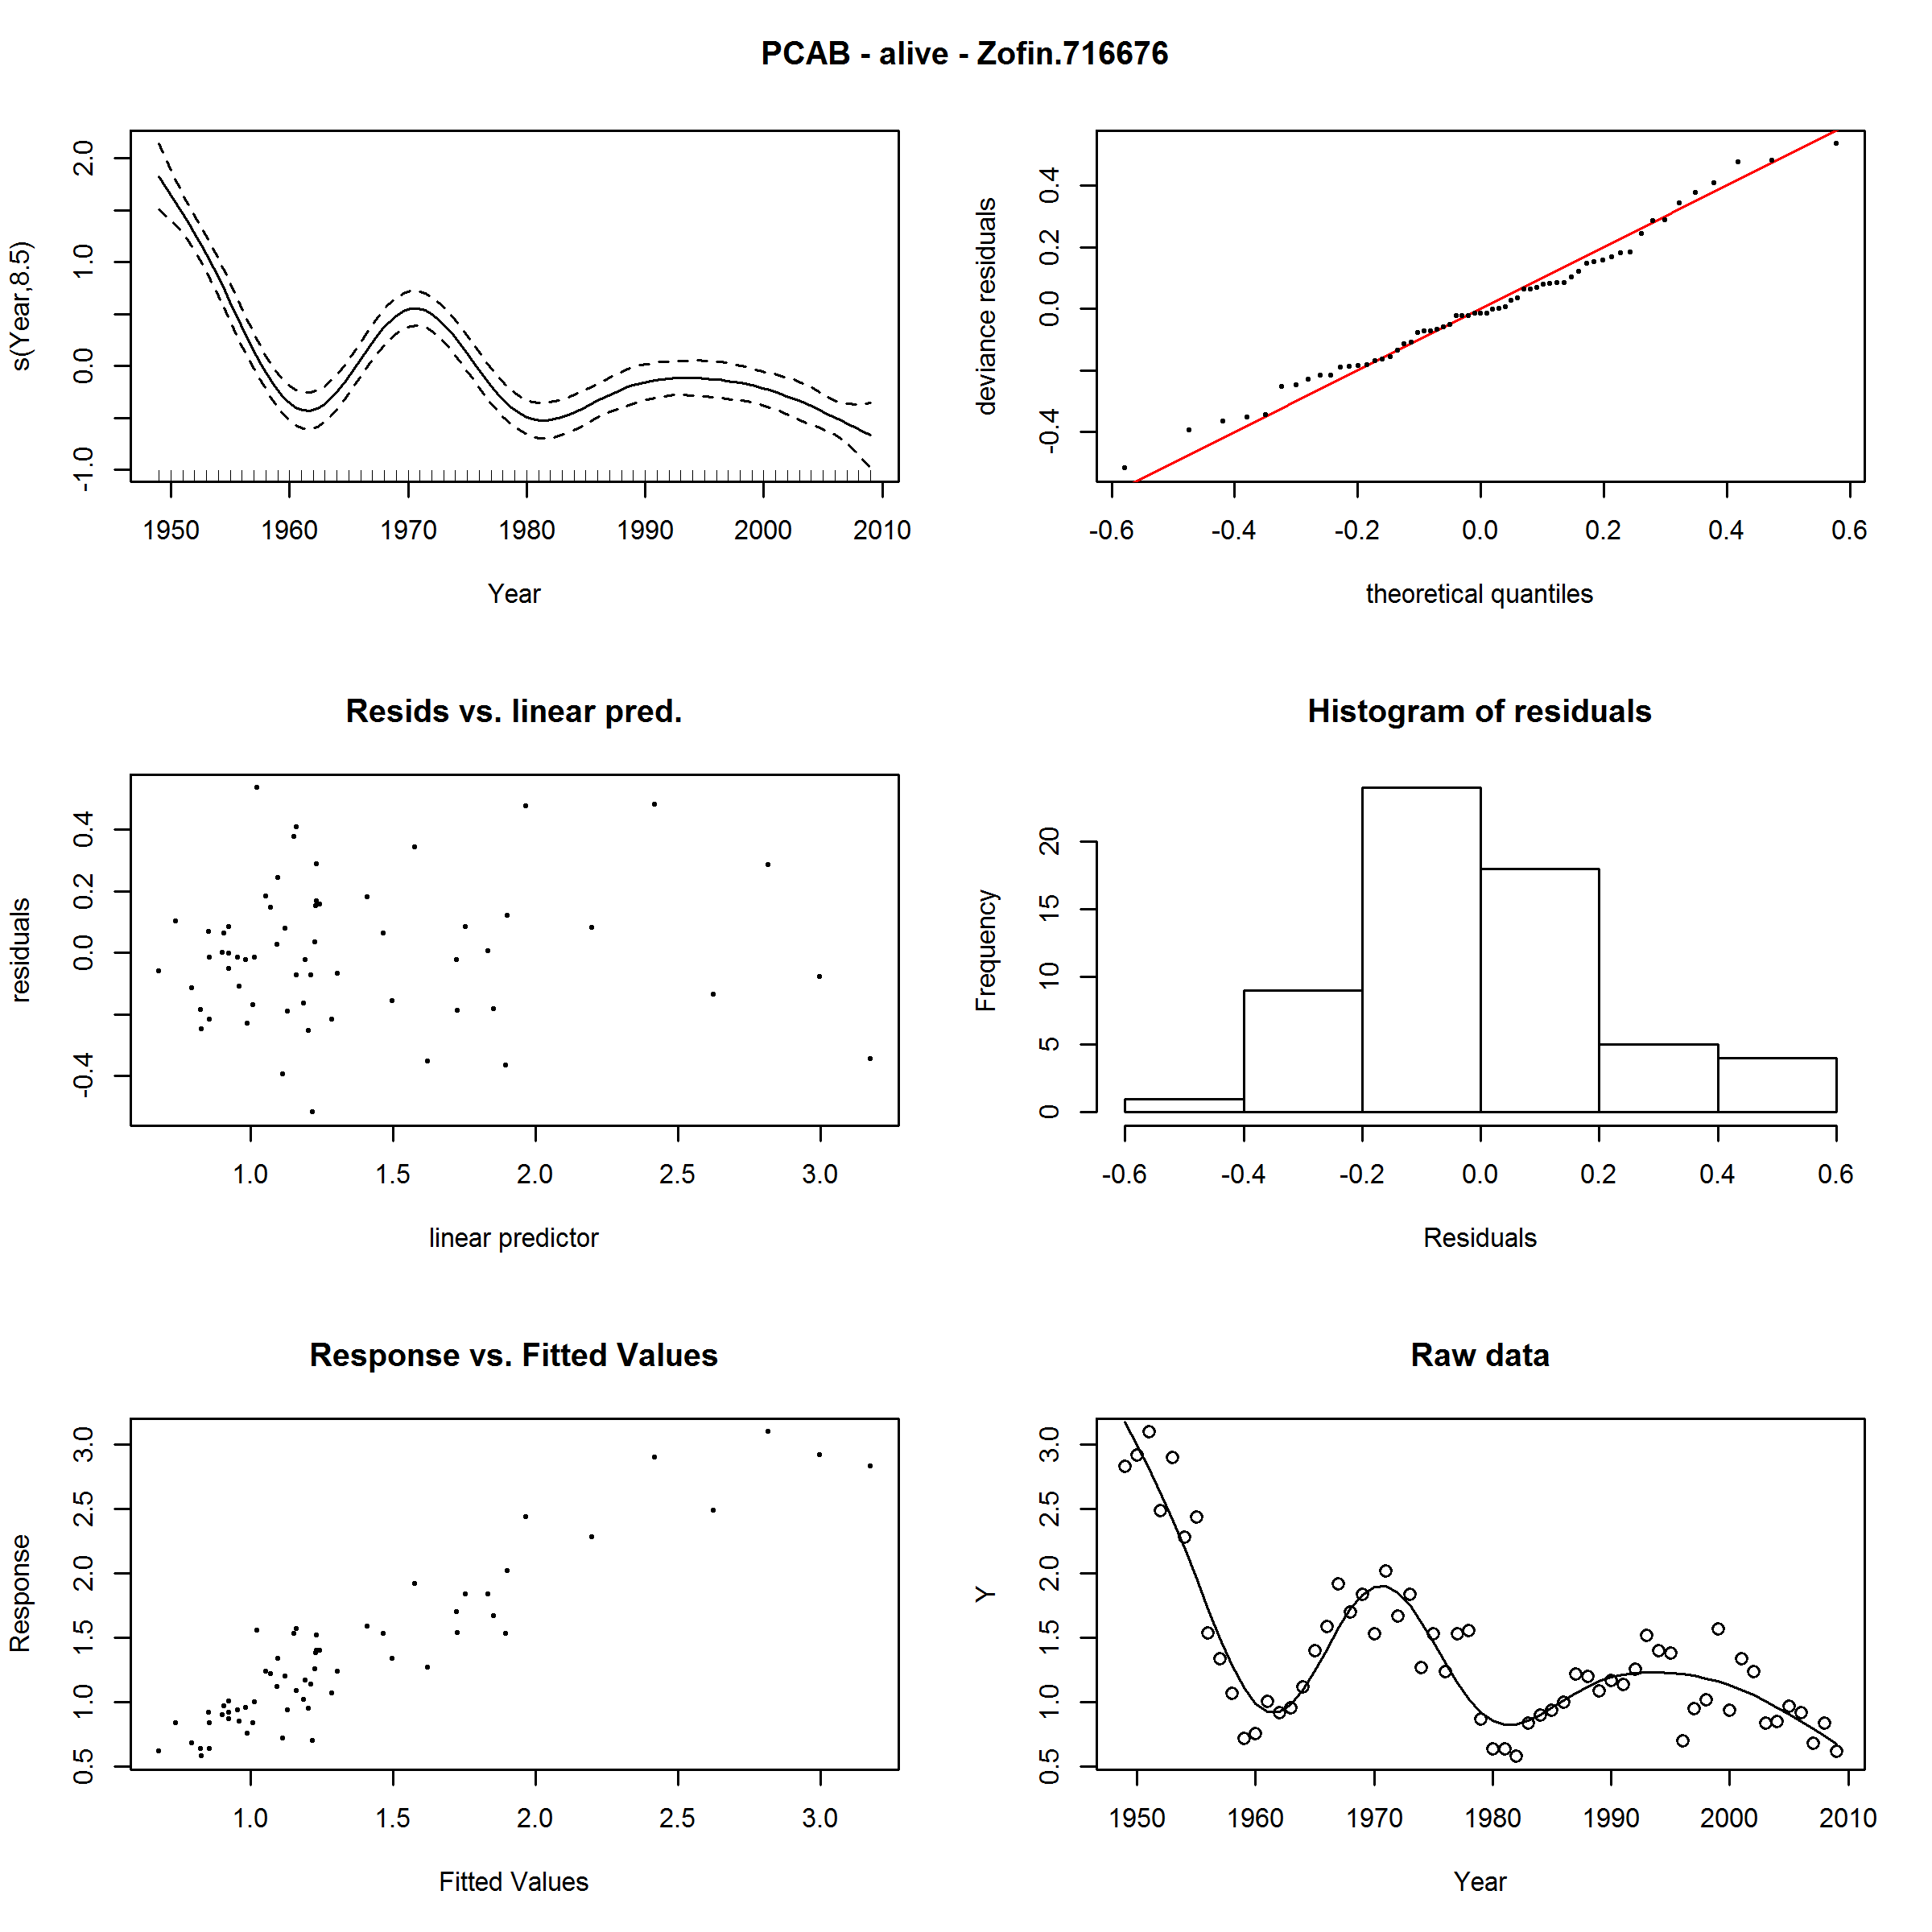 PCAB - alive - Zofin.716676
s(Year,8.5)
-1.0 0.0 1.0 2.0
1950 1960 1970 1980 1990 2000 2010
Year
deviance residuals
-0.4 0.0 0.2 0.4
-0.6 -0.4 -0.2 0.0 0.2 0.4 0.6
theoretical quantiles
Resids vs. linear pred.
residuals
-0.4 0.0 0.2 0.4
1.0 1.5 2.0 2.5 3.0
linear predictor
Histogram of residuals
Frequency
0 5 10 15 20
-0.6 -0.4 -0.2 0.0 0.2 0.4 0.6
Residuals
Response vs. Fitted Values
Response
0.5 1.0 1.5 2.0 2.5 3.0
1.0 1.5 2.0 2.5 3.0
Fitted Values
Raw data
Y
0.5 1.0 1.5 2.0 2.5 3.0
1950 1960 1970 1980 1990 2000 2010
Year